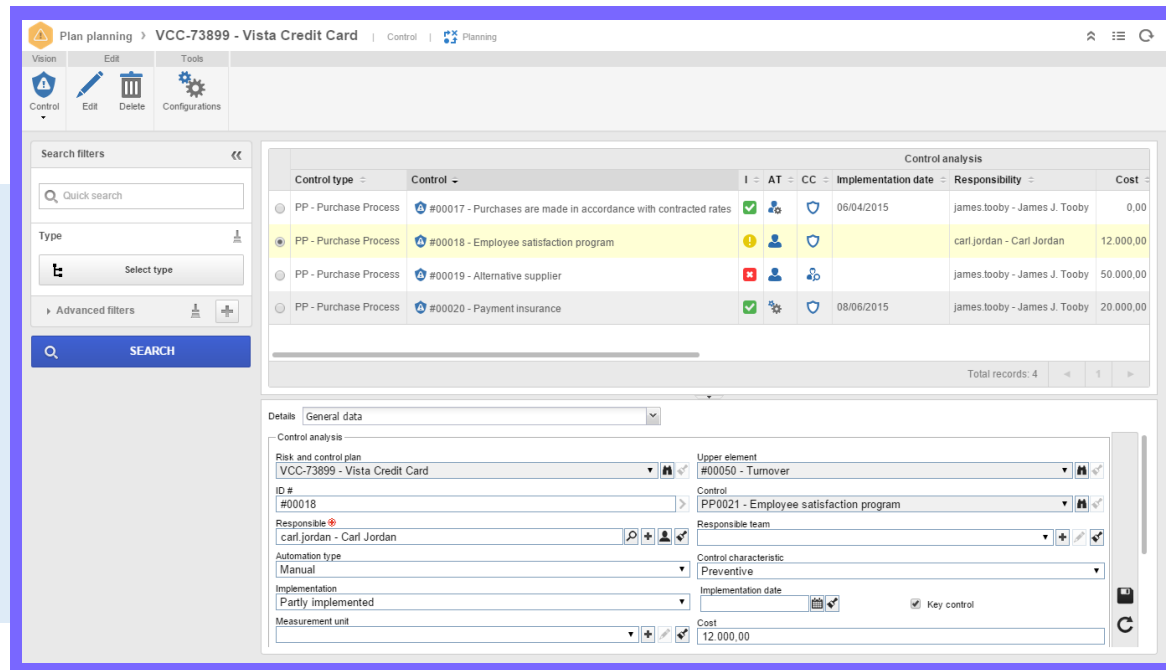 Plan planning > VCC-73899 - Vista Credit Card | Control | Planning
Vision Edit Tools
Control Edit Delete Configurations
Search filters
Quick search
Type
Select type
Advanced filters
SEARCH
Control analysis
Control type Control I AT CC Implementation date Responsibility Cost
PP - Purchase Process #00017 - Purchases are made in accordance with contracted rates 06/04/2015 james.tooby - James J. Tooby 0,00
PP - Purchase Process #00018 - Employee satisfaction program carl.jordan - Carl Jordan 12.000,00
PP - Purchase Process #00019 - Alternative supplier james.tooby - James J. Tooby 50.000,00
PP - Purchase Process #00020 - Payment insurance 08/06/2015 james.tooby - James J. Tooby 20.000,00
Total records: 4 1
Details General data
Control analysis
Risk and control plan Upper element
VCC-73899 - Vista Credit Card #00050 - Turnover
ID # Control
#00018 PP0021 - Employee satisfaction program
Responsible Responsible team
carl.jordan - Carl Jordan
Automation type Control characteristic
Manual Preventive
Implementation Implementation date
Partly implemented Key control
Measurement unit Cost
12.000,00